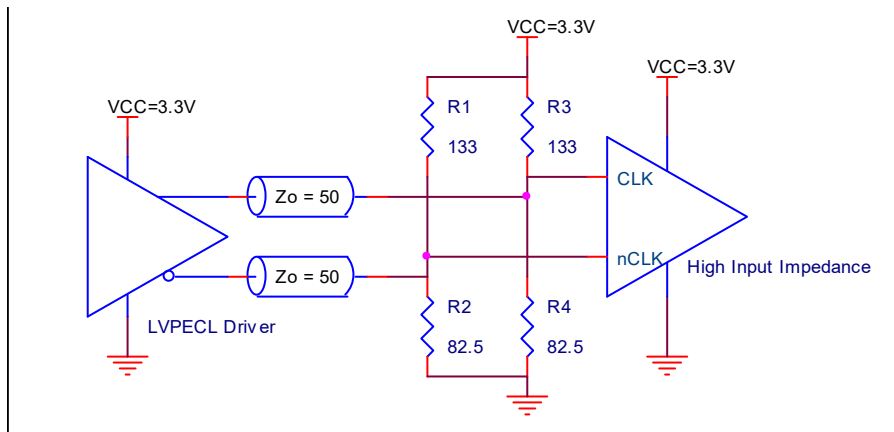 VCC=3.3V
VCC=3.3V
VCC=3.3V
R1
R3
133
133
CLK
Zo = 50
nCLK
High Input Impedance
Zo = 50
R2
R4
LVPECL Driver
82.5
82.5